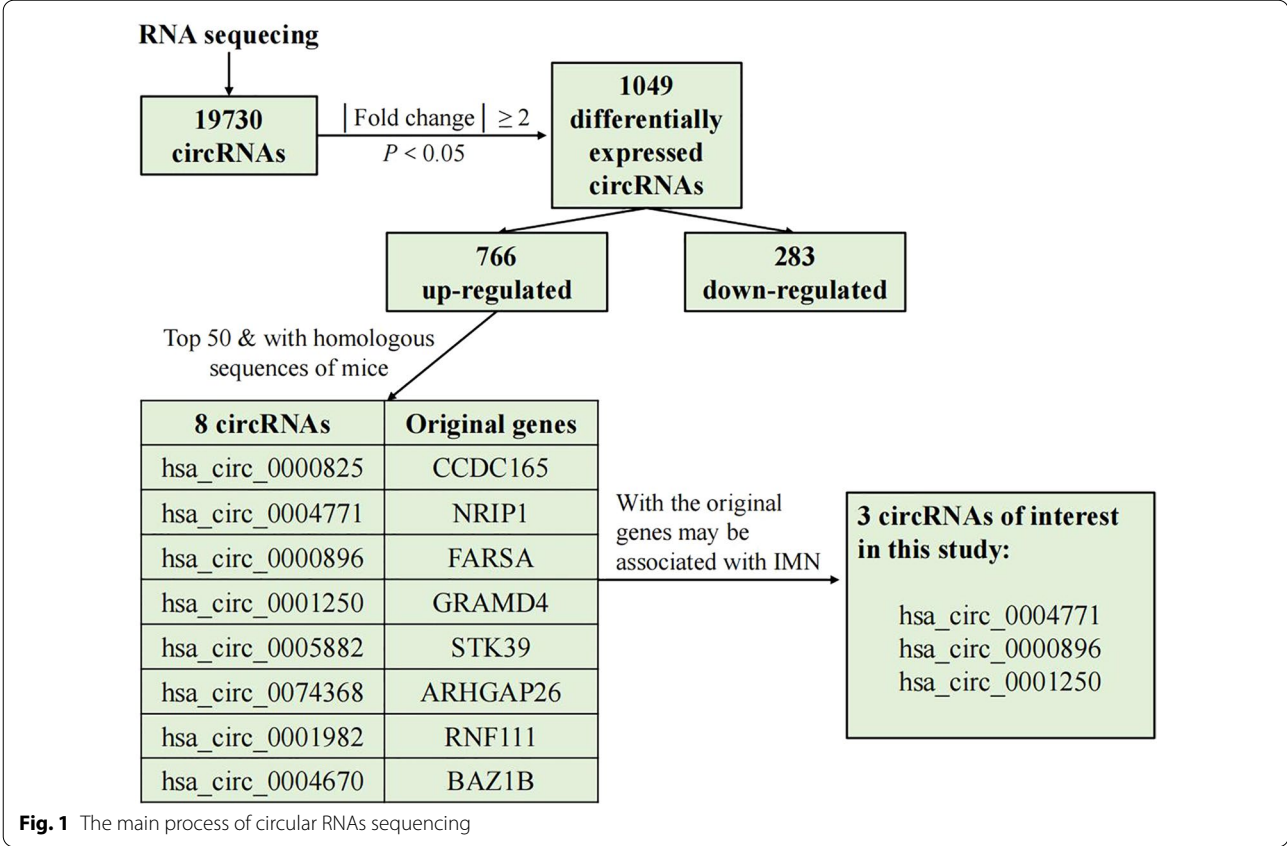 RNA sequecing
19730
circRNAs
|Fold change| ≥ 2
P < 0.05
1049
differentially
expressed
circRNAs
766
up-regulated
283
down-regulated
Top 50 & with homologous
sequences of mice
8 circRNAs Original genes
hsa_circ_0000825 CCDC165
hsa_circ_0004771 NRIP1
hsa_circ_0000896 FARSA
hsa_circ_0001250 GRAMD4
hsa_circ_0005882 STK39
hsa_circ_0074368 ARHGAP26
hsa_circ_0001982 RNF111
hsa_circ_0004670 BAZ1B
With the original
genes may be
associated with IMN
3 circRNAs of interest
in this study:
hsa_circ_0004771
hsa_circ_0000896
hsa_circ_0001250
Fig. 1 The main process of circular RNAs sequencing